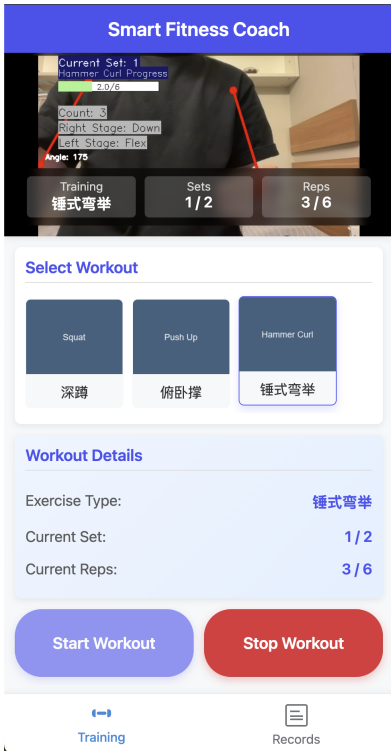 Smart Fitness Coach
Current Set: 1
Hammer Curl Progress
2.0/6
Count: 3
Right Stage: Down
Left Stage: Flex
Angle: 175
Training
锤式弯举
Sets
1 / 2
Reps
3 / 6
Select Workout
Squat
深蹲
Push Up
俯卧撑
Hammer Curl
锤式弯举
Workout Details
Exercise Type:
锤式弯举
Current Set:
1 / 2
Current Reps:
3 / 6
Start Workout
Stop Workout
Training
Records